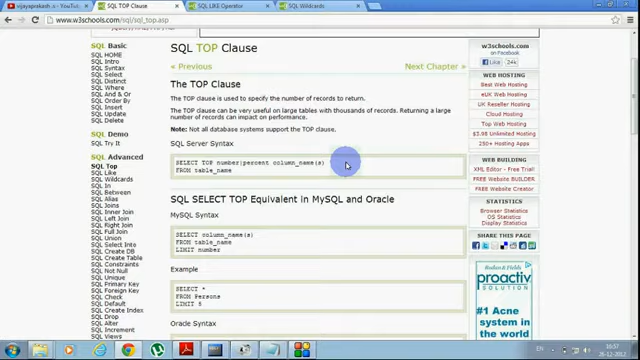 vijayaprakash .n - YouTu
SQL TOP Clause
SQL LIKE Operator
SQL Wildcards
www.w3schools.com/sql/sql_top.asp
SQL Basic
SQL HOME
SQL Intro
SQL Syntax
SQL Select
SQL Distinct
SQL Where
SQL And & Or
SQL Order By
SQL Insert
SQL Update
SQL Delete
SQL Demo
SQL Try It
SQL Advanced
SQL Top
SQL Like
SQL Wildcards
SQL In
SQL Between
SQL Alias
SQL Joins
SQL Inner Join
SQL Left Join
SQL Right Join
SQL Full Join
SQL Union
SQL Select Into
SQL Create DB
SQL Create Table
SQL Constraints
SQL Not Null
SQL Unique
SQL Primary Key
SQL Foreign Key
SQL Check
SQL Default
SQL Create Index
SQL Drop
SQL Alter
SQL Increment
SQL Views
SQL TOP Clause
« Previous
Next Chapter »
The TOP Clause
The TOP clause is used to specify the number of records to return.
The TOP clause can be very useful on large tables with thousands of records. Returning a large
number of records can impact on performance.
Note: Not all database systems support the TOP clause.
SQL Server Syntax
SELECT TOP number|percent column_name(s)
FROM table_name
SQL SELECT TOP Equivalent in MySQL and Oracle
MySQL Syntax
SELECT column_name(s)
FROM table_name
LIMIT number
Example
SELECT *
FROM Persons
LIMIT 5
Oracle Syntax
w3schools.com
on Facebook
Like
24k
WEB HOSTING
Best Web Hosting
eUK Web Hosting
UK Reseller Hosting
Cloud Hosting
Top Web Hosting
$3.98 Unlimited Hosting
250+ Hosting Apps
WEB BUILDING
XML Editor - Free Trial!
STATISTICS
Browser Statistics
OS Statistics
Display Statistics
SHARE THIS PAGE
Rodan & Fields
proactiv
#1 Acne
system in
the world.
EN
16:57
26-12-2012